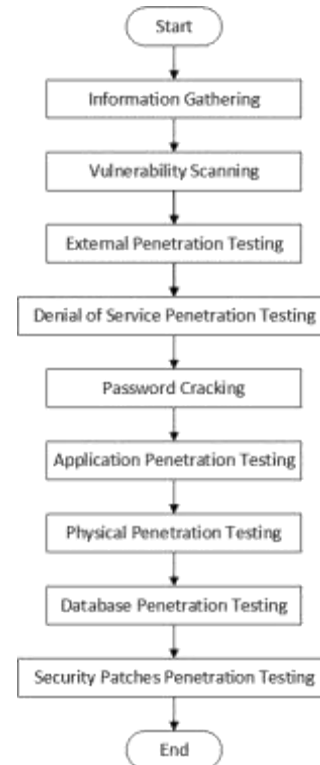 Start
Information Gathering
Vulnerability Scanning
External Penetration Testing
Denial of Service Penetration Testing
Password Cracking
Application Penetration Testing
Physical Penetration Testing
Database Penetration Testing
Security Patches Penetration Testing
End